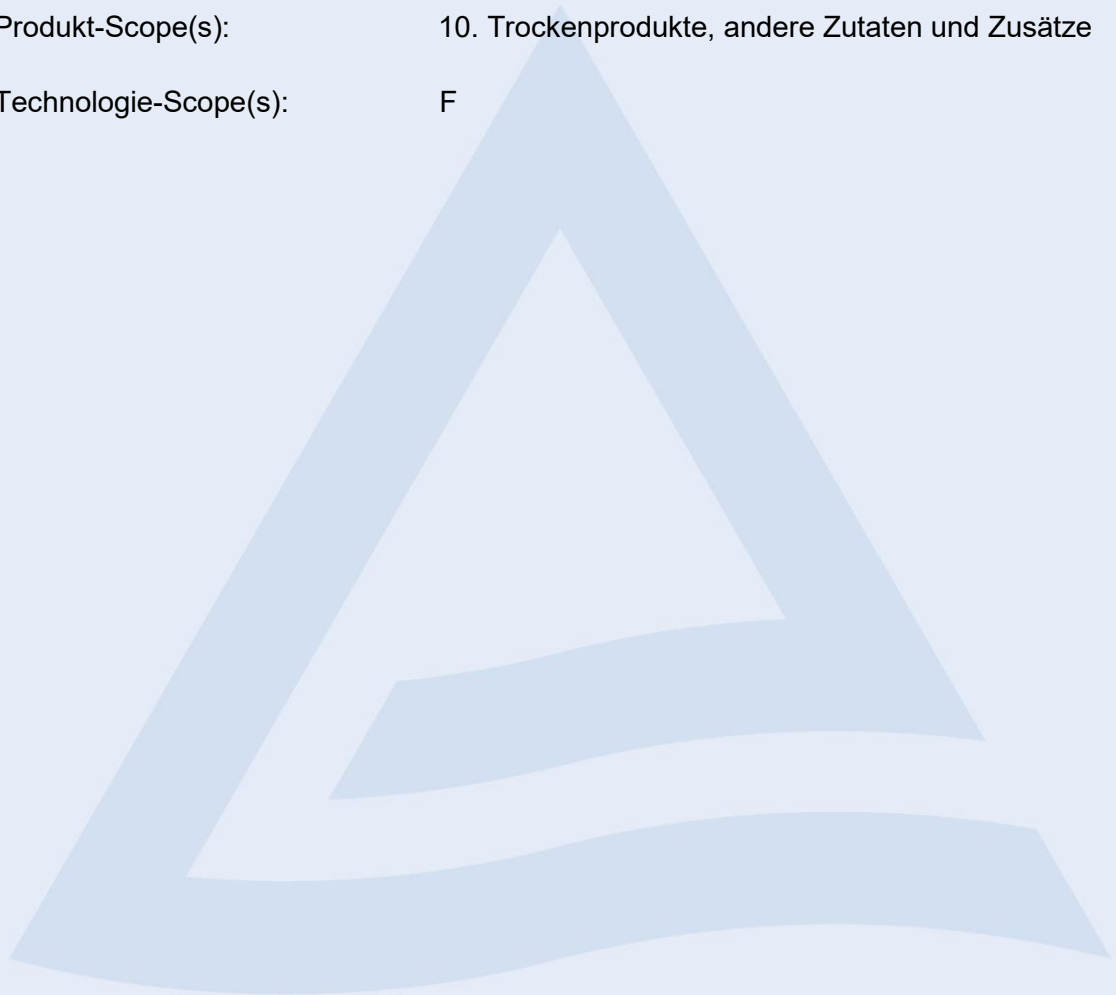 Produkt-Scope(s): 10. Trockenprodukte, andere Zutaten und Zusätze
Technologie-Scope(s): F